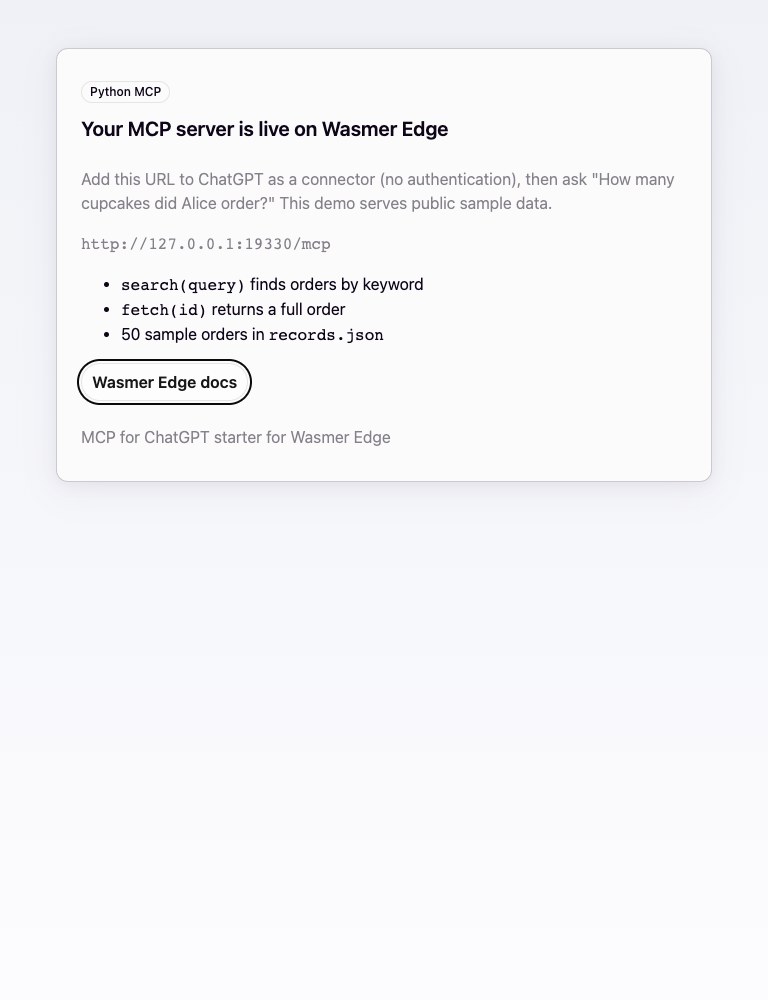 Python MCP
Your MCP server is live on Wasmer Edge
Add this URL to ChatGPT as a connector (no authentication), then ask "How many
cupcakes did Alice order?" This demo serves public sample data.
http://127.0.0.1:19330/mcp
• search(query) finds orders by keyword
• fetch(id) returns a full order
• 50 sample orders in records.json
Wasmer Edge docs
MCP for ChatGPT starter for Wasmer Edge